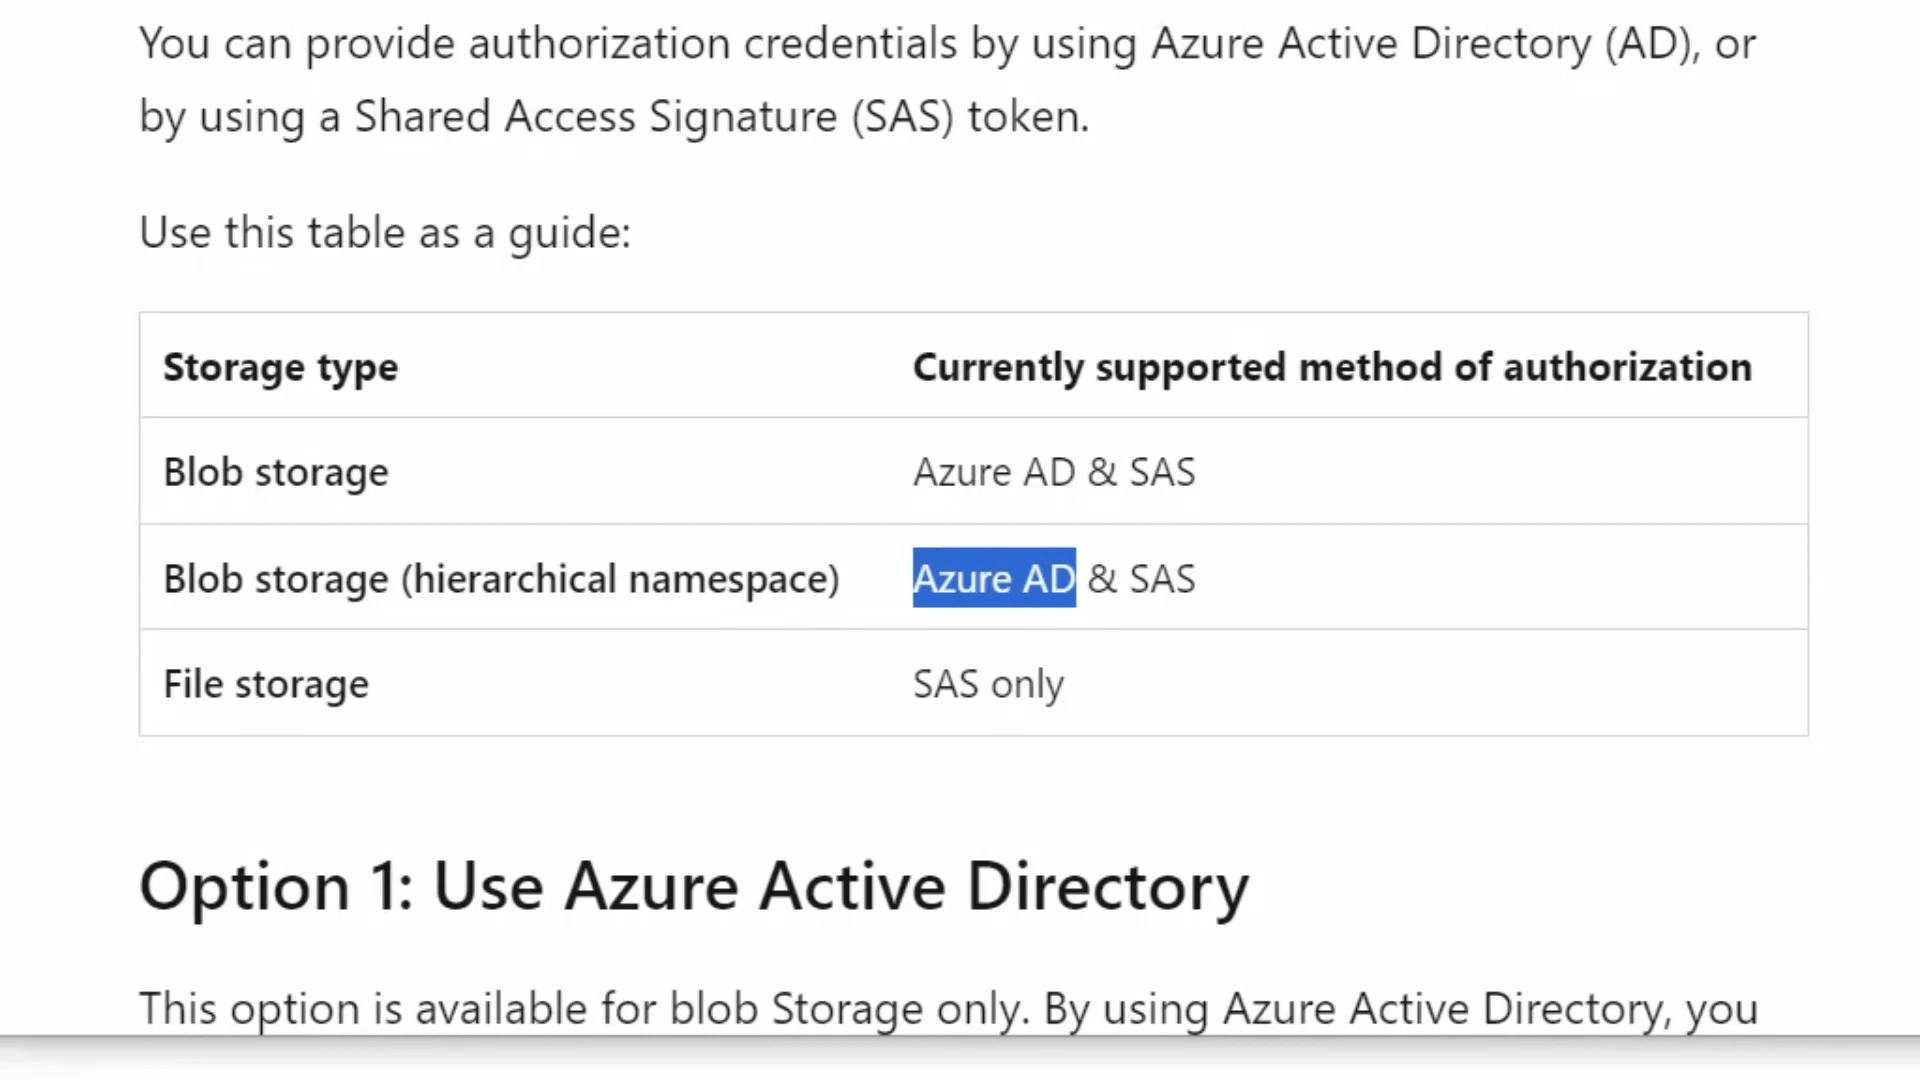 You can provide authorization credentials by using Azure Active Directory (AD), or
by using a Shared Access Signature (SAS) token.
Use this table as a guide:
Storage type Currently supported method of authorization
Blob storage Azure AD & SAS
Blob storage (hierarchical namespace) Azure AD & SAS
File storage SAS only
Option 1: Use Azure Active Directory
This option is available for blob Storage only. By using Azure Active Directory, you